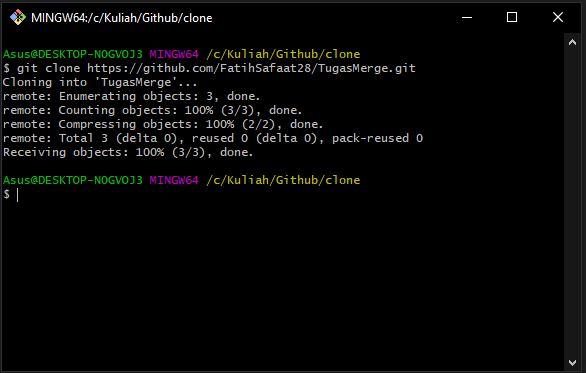 MINGW64:/c/Kuliah/Github/clone
Asus@DESKTOP-NOGVOJ3 MINGW64 /c/Kuliah/Github/clone
$ git clone https://github.com/FatihSafaat28/TugasMerge.git
Cloning into 'TugasMerge'...
remote: Enumerating objects: 3, done.
remote: Counting objects: 100% (3/3), done.
remote: Compressing objects: 100% (2/2), done.
remote: Total 3 (delta 0), reused 0 (delta 0), pack-reused 0
Receiving objects: 100% (3/3), done.
Asus@DESKTOP-NOGVOJ3 MINGW64 /c/Kuliah/Github/clone
$